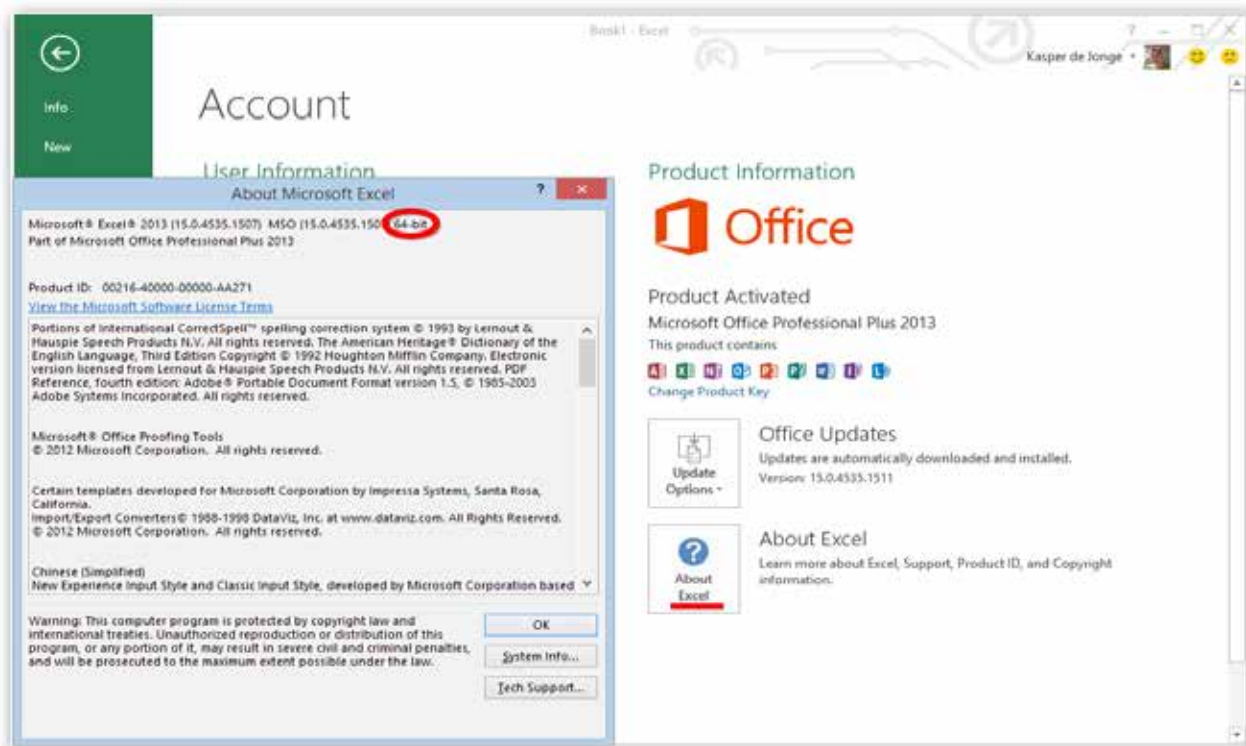 Book1 - Excel
?
Kasper de Jonge
Info
New
Account
User Information
About Microsoft Excel
?
Microsoft® Excel® 2013 (15.0.4535.1507) MSO (15.0.4535.150 64-bit
Part of Microsoft Office Professional Plus 2013
Product ID: 00216-40000-00000-AA271
View the Microsoft Software License Terms
Portions of International CorrectSpell™ spelling correction system © 1993 by Lernout &
Hauspie Speech Products N.V. All rights reserved. The American Heritage® Dictionary of the
English Language, Third Edition Copyright © 1992 Houghton Mifflin Company. Electronic
version licensed from Lernout & Hauspie Speech Products N.V. All rights reserved. PDF
Reference, fourth edition: Adobe® Portable Document Format version 1.5, © 1985-2003
Adobe Systems Incorporated. All rights reserved.
Microsoft® Office Proofing Tools
© 2012 Microsoft Corporation. All rights reserved.
Certain templates developed for Microsoft Corporation by Impressa Systems, Santa Rosa,
California.
Import/Export Converters© 1988-1998 DataViz, Inc. at www.dataviz.com. All Rights Reserved.
© 2012 Microsoft Corporation. All rights reserved.
Chinese (Simplified)
New Experience Input Style and Classic Input Style, developed by Microsoft Corporation based
Warning: This computer program is protected by copyright law and
international treaties. Unauthorized reproduction or distribution of this
program, or any portion of it, may result in severe civil and criminal penalties,
and will be prosecuted to the maximum extent possible under the law.
OK
System Info...
Tech Support...
Product Information
Office
Product Activated
Microsoft Office Professional Plus 2013
This product contains
Change Product Key
Update
Options
Office Updates
Updates are automatically downloaded and installed.
Version: 15.0.4535.1511
About
Excel
About Excel
Learn more about Excel, Support, Product ID, and Copyright
information.